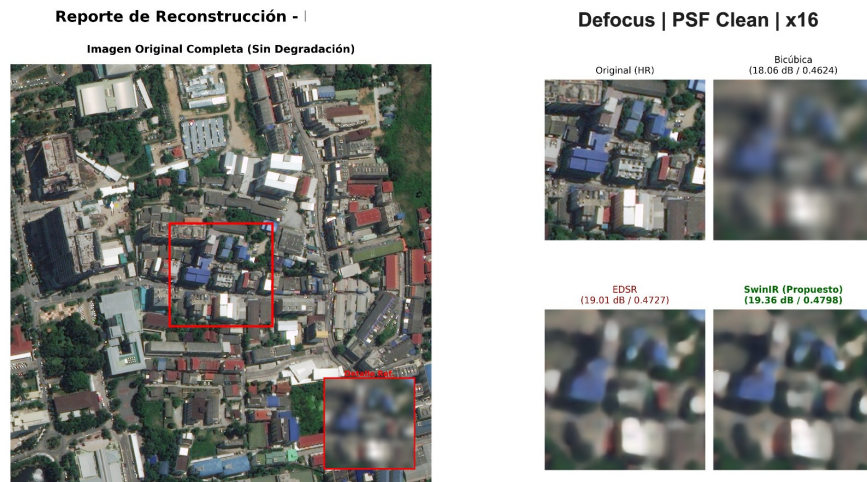 Reporte de Reconstrucción -
Imagen Original Completa (Sin Degradación)
Defocus | PSF Clean | x16
Original (HR)
Bicúbica
(18.06 dB / 0.4624)
EDSR
(19.01 dB / 0.4727)
SwinIR (Propuesto)
(19.36 dB / 0.4798)